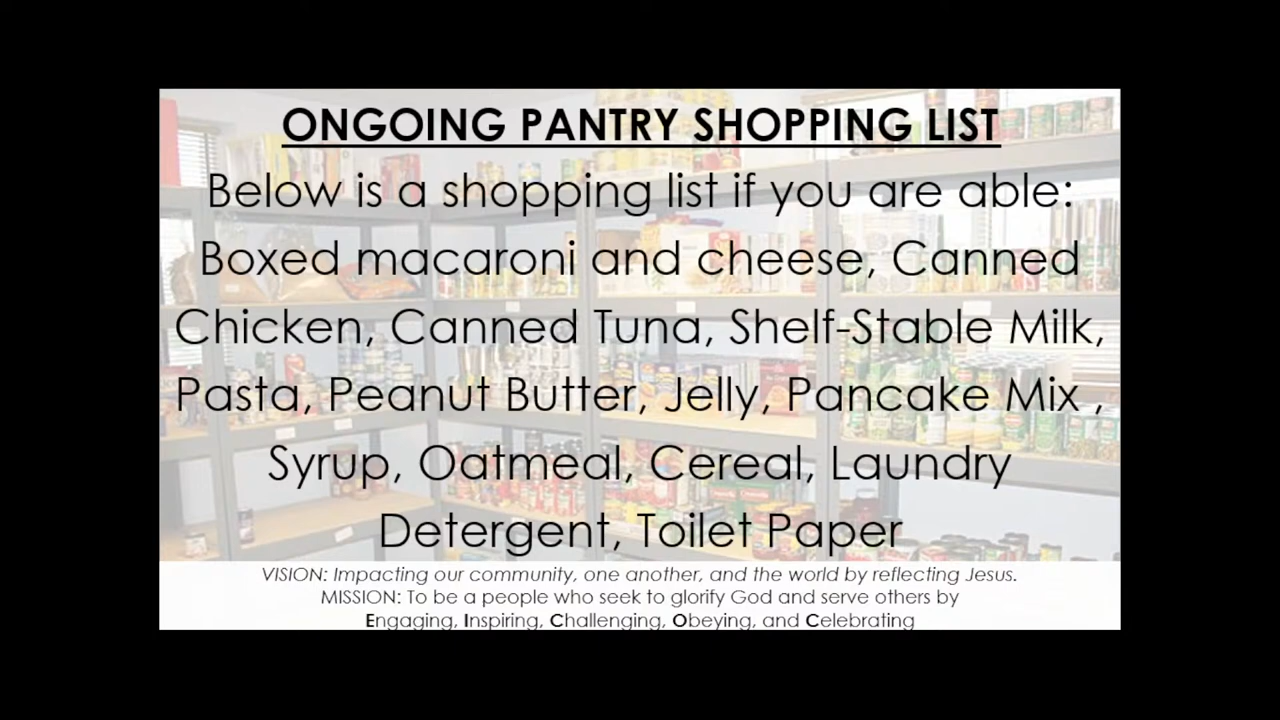 ONGOING PANTRY SHOPPING LIST
Below is a shopping list if you are able:
Boxed macaroni and cheese, Canned
Chicken, Canned Tuna, Shelf-Stable Milk,
Pasta, Peanut Butter, Jelly, Pancake Mix ,
Syrup, Oatmeal, Cereal, Laundry
Detergent, Toilet Paper
VISION: Impacting our community, one another, and the world by reflecting Jesus.
MISSION: To be a people who seek to glorify God and serve others by
Engaging, Inspiring, Challenging, Obeying, and Celebrating